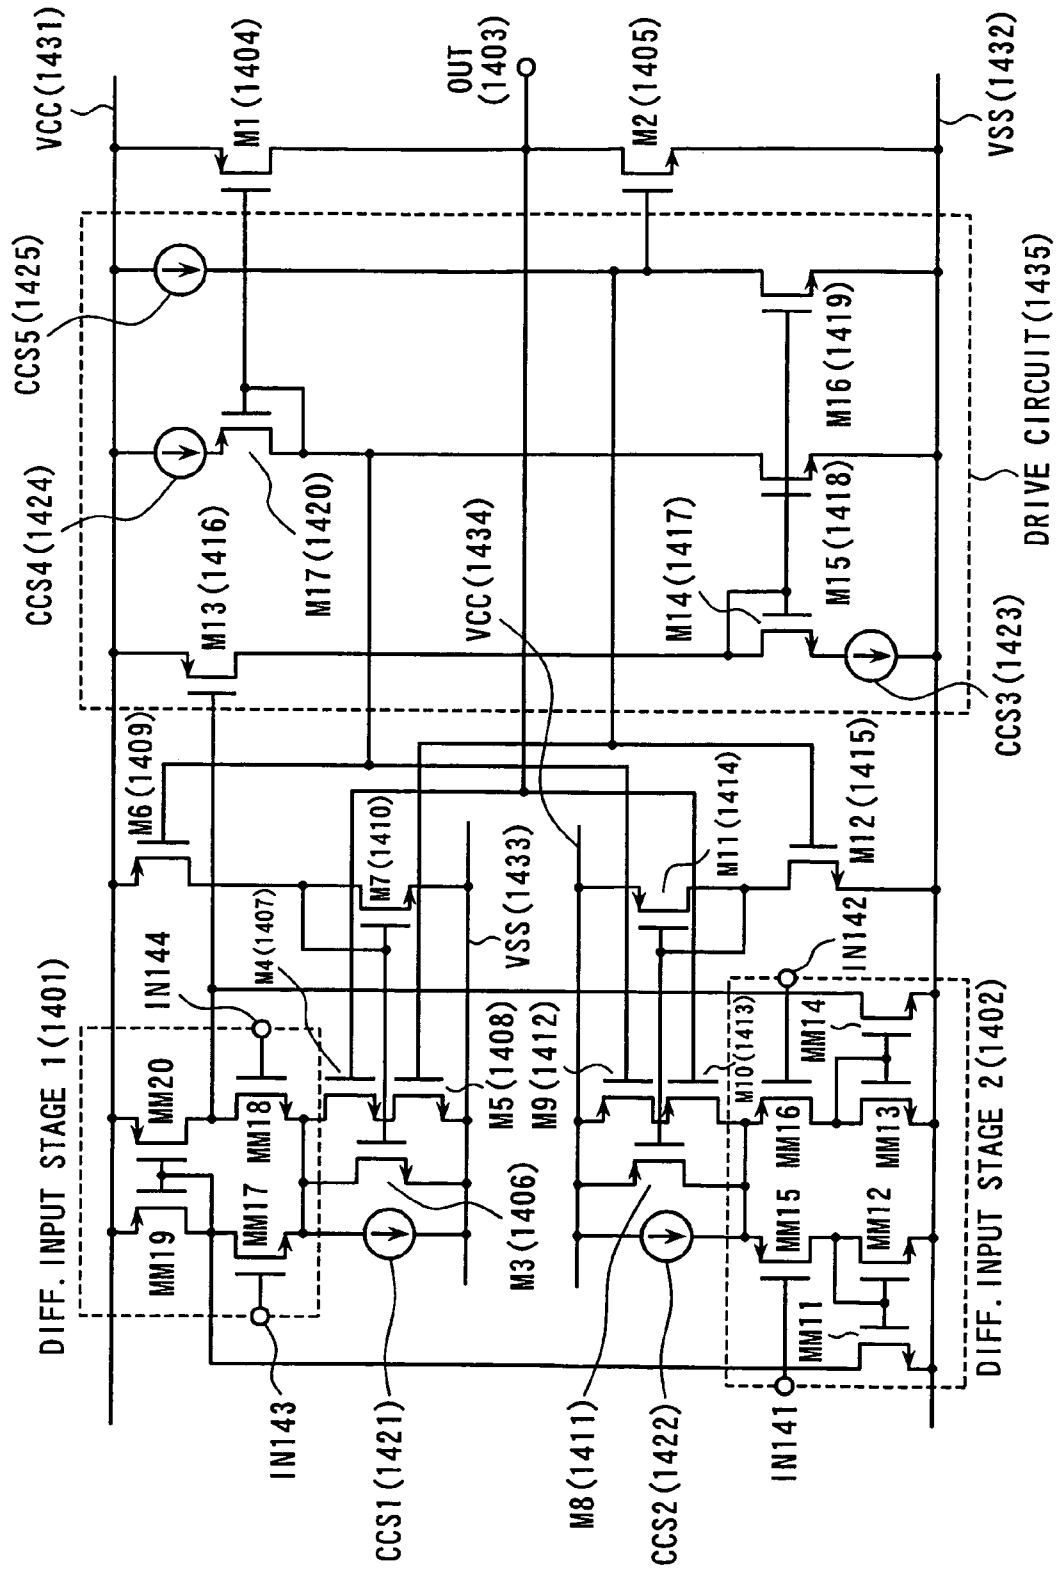 VCC(1431)
M1(1404)
OUT
(1403)
M2(1405)
VSS(1432)
CCS5(1425)
CCS4(1424)
M13(1416)
M17(1420)
VCC(1434)
M14(1417)
M15(1418)
M16(1419)
DRIVE CIRCUIT(1435)
CCS3(1423)
M6(1409)
M7(1410)
M4(1407)
VSS(1433)
M11(1414)
M12(1415)
IN144
IN142
DIFF. INPUT STAGE 1(1401)
MM20
MM18
MM19
MM17
M5(1408)
M9(1412)
M10(1413)
MM14
MM16
MM13
M3(1406)
MM15
MM12
MM11
DIFF. INPUT STAGE 2(1402)
IN143
CCS1(1421)
M8(1411)
CCS2(1422)
IN141